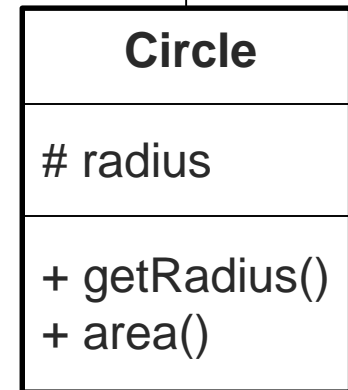 Circle
# radius
+ getRadius()
+ area()